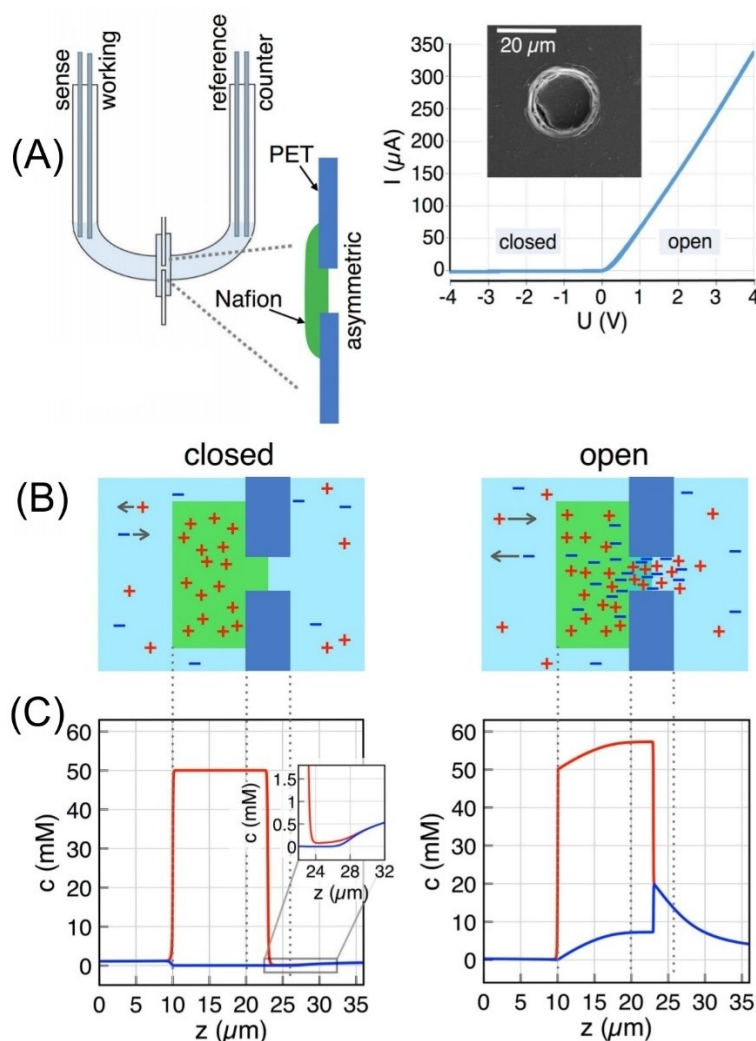 (A)
sense
working
reference
counter
PET
Nafion
asymmetric
20 µm
I (µA)
350
300
250
200
150
100
50
0
closed
open
-4 -3 -2 -1 0 1 2 3 4
U (V)
(B)
closed
open
(C)
c (mM)
60
50
40
30
20
10
0
0 5 10 15 20 25 30 35
z (µm)
c (mM)
1.5
1
0.5
0
24 28 32
z (µm)
c (mM)
60
50
40
30
20
10
0
0 5 10 15 20 25 30 35
z (µm)